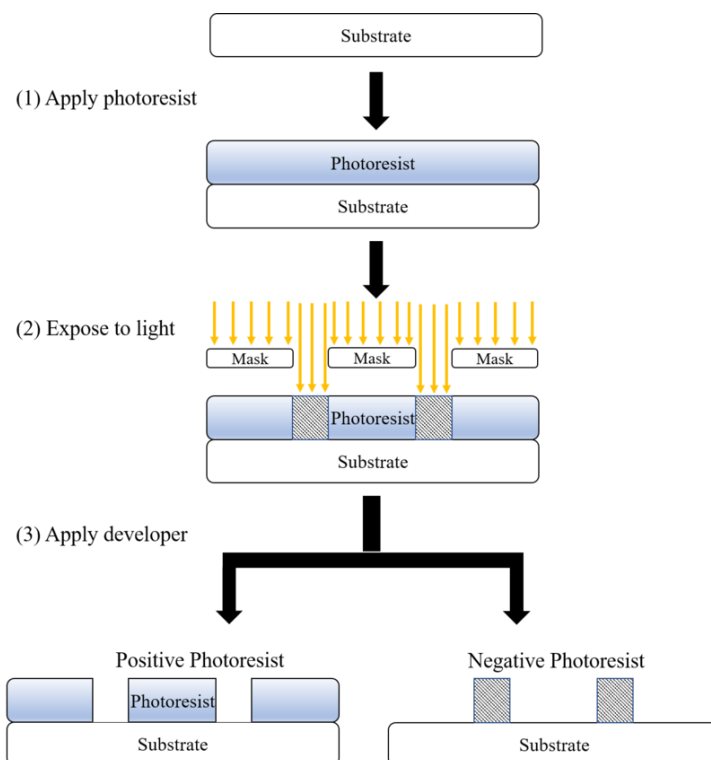 Substrate
(1) Apply photoresist
Photoresist
Substrate
(2) Expose to light
Mask Mask Mask
Photoresist
Substrate
(3) Apply developer
Positive Photoresist Negative Photoresist
Photoresist
Substrate Substrate